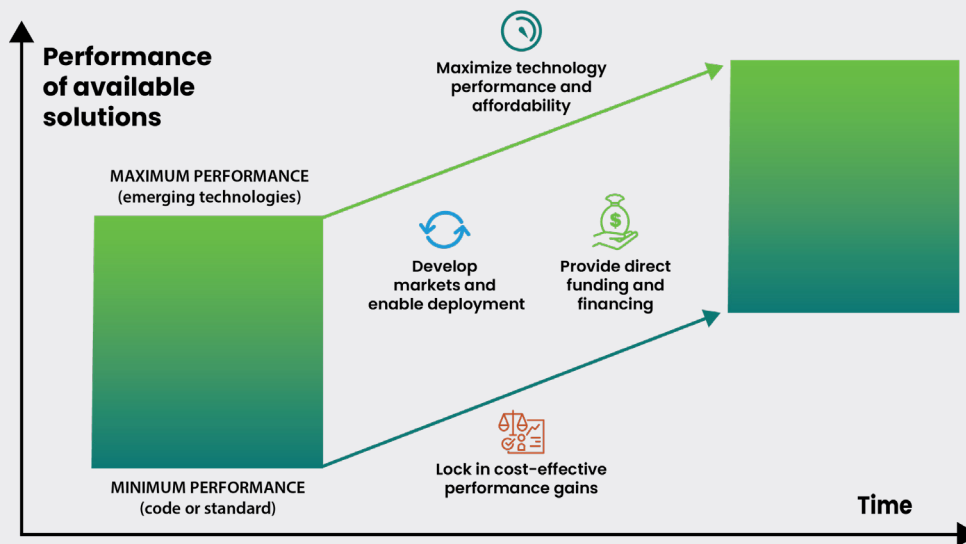 Performance
of available
solutions
Maximize technology
performance and
affordability
MAXIMUM PERFORMANCE
(emerging technologies)
Develop
markets and
enable deployment
$
Provide direct
funding and
financing
Lock in cost-effective
performance gains
MINIMUM PERFORMANCE
(code or standard)
Time